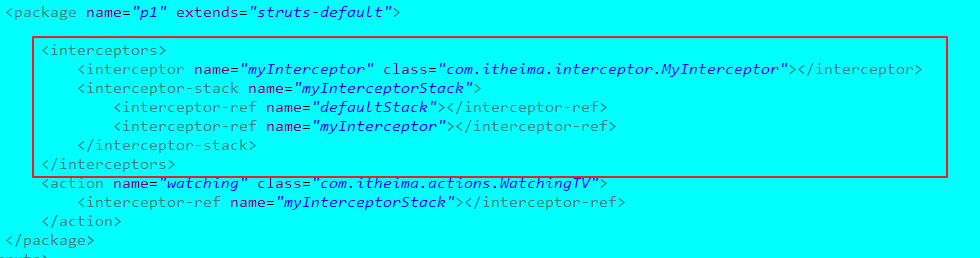 <package name="p1" extends="struts-default">
<interceptors>
<interceptor name="myInterceptor" class="com.itheima.interceptor.MyInterceptor"></interceptor>
<interceptor-stack name="myInterceptorStack">
<interceptor-ref name="defaultStack"></interceptor-ref>
<interceptor-ref name="myInterceptor"></interceptor-ref>
</interceptor-stack>
</interceptors>
<action name="watching" class="com.itheima.actions.WatchingTV">
<interceptor-ref name="myInterceptorStack"></interceptor-ref>
</action>
</package>